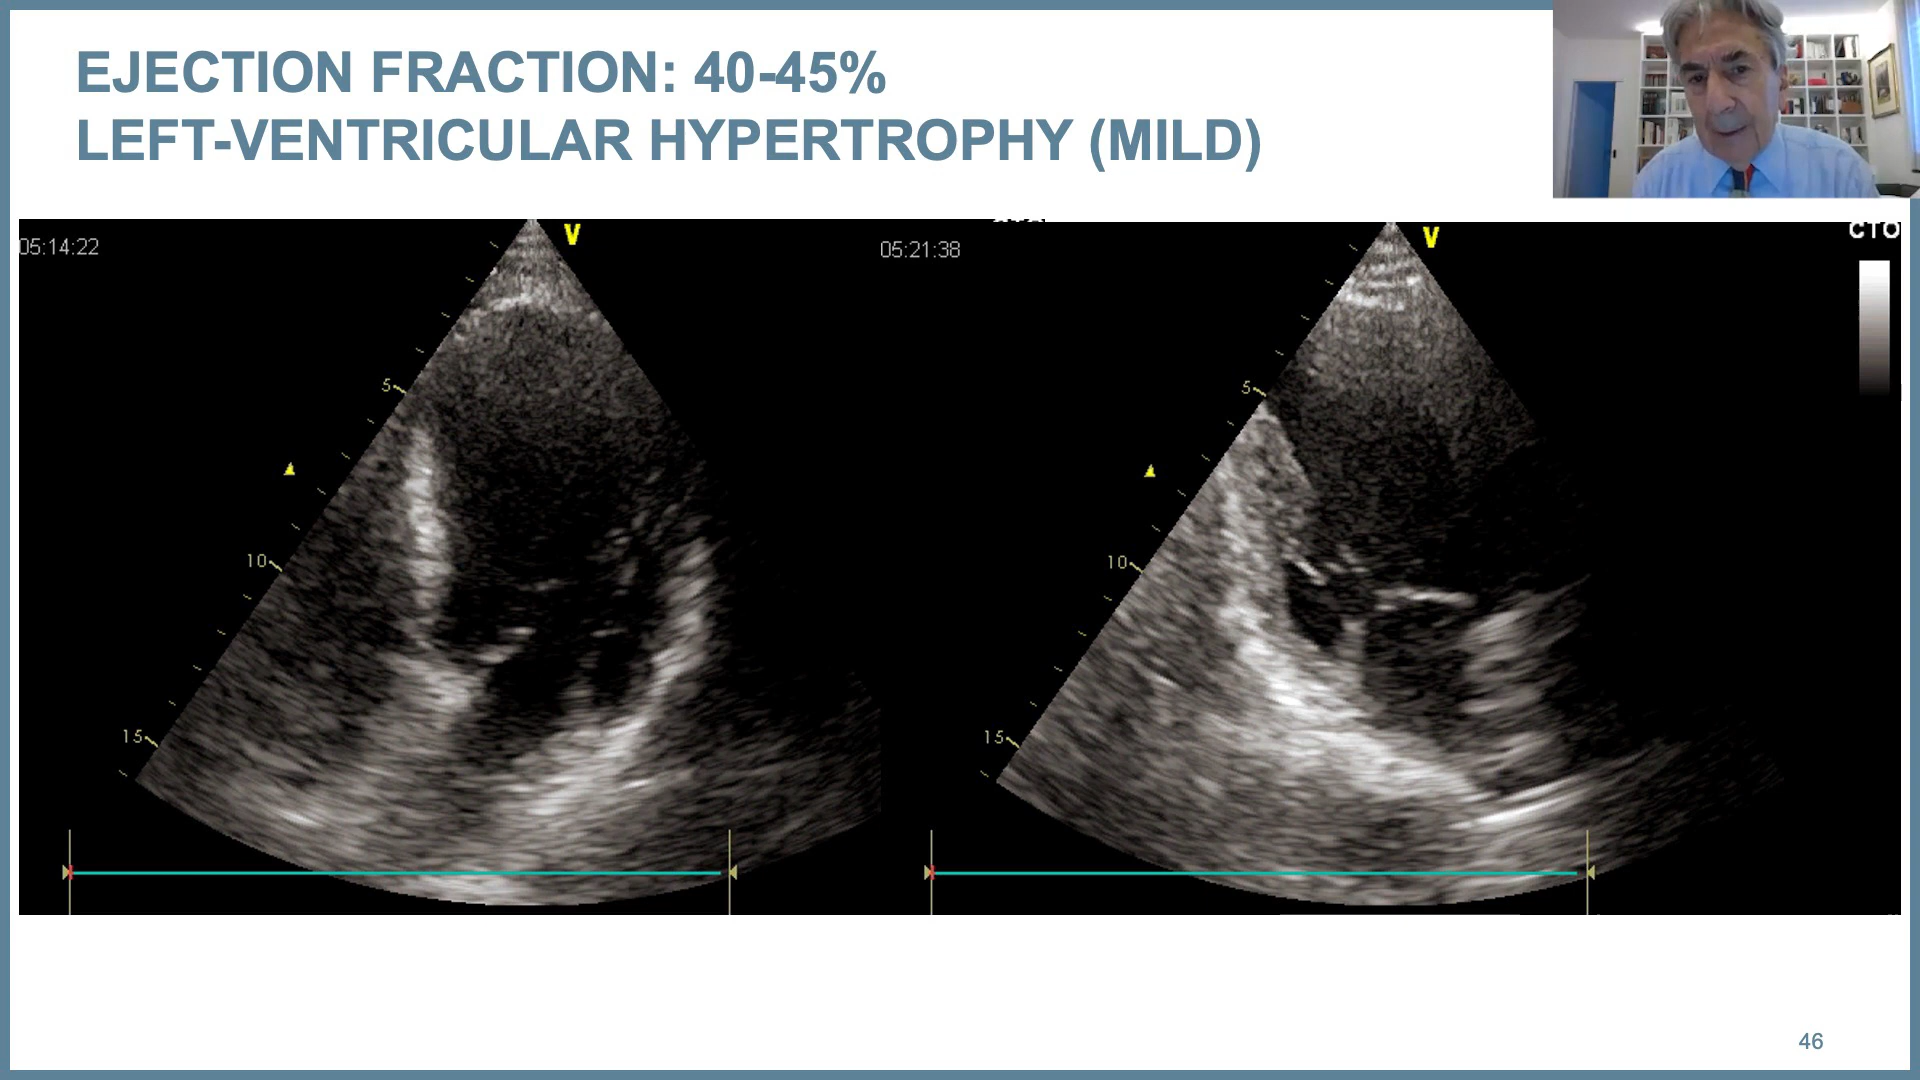 EJECTION FRACTION: 40-45%
LEFT-VENTRICULAR HYPERTROPHY (MILD)
05:14:22
V
5
10
15
05:21:38
V
CTO
5
10
15
46